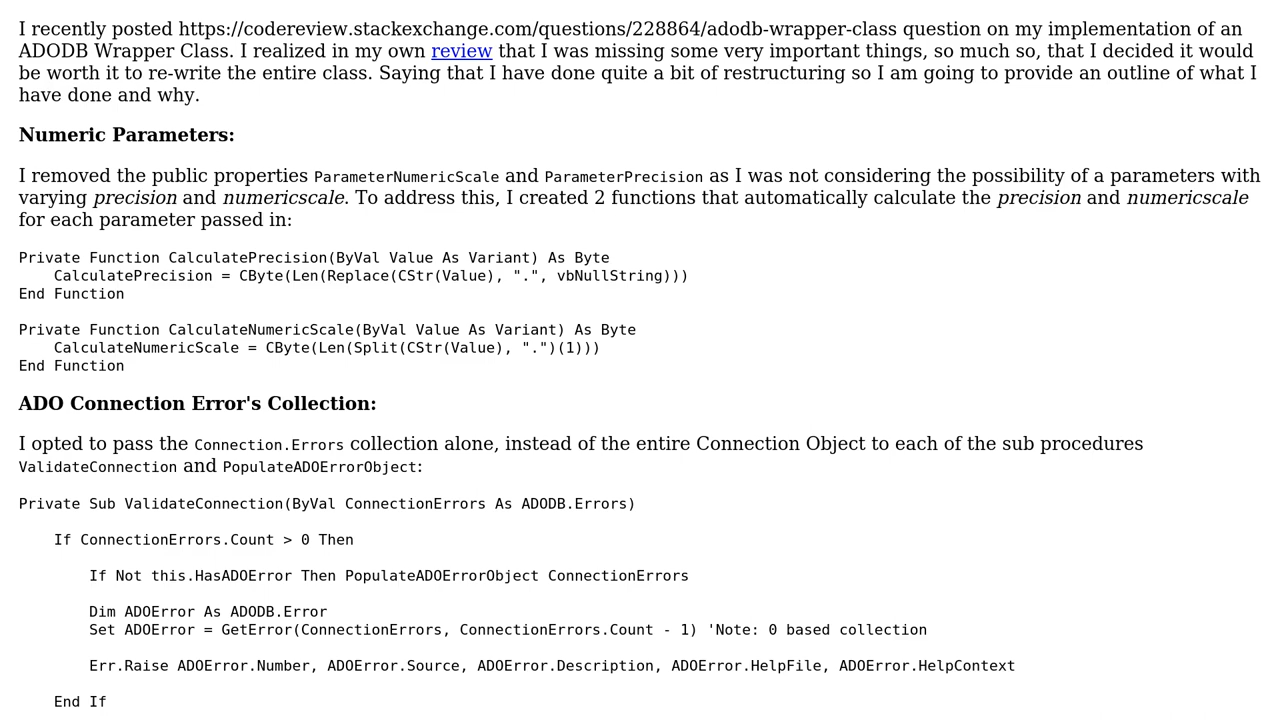 I recently posted https://codereview.stackexchange.com/questions/228864/adodb-wrapper-class question on my implementation of an
ADODB Wrapper Class. I realized in my own review that I was missing some very important things, so much so, that I decided it would
be worth it to re-write the entire class. Saying that I have done quite a bit of restructuring so I am going to provide an outline of what I
have done and why.
Numeric Parameters:
I removed the public properties ParameterNumericScale and ParameterPrecision as I was not considering the possibility of a parameters with
varying precision and numericscale. To address this, I created 2 functions that automatically calculate the precision and numericscale
for each parameter passed in:
Private Function CalculatePrecision(ByVal Value As Variant) As Byte
    CalculatePrecision = CByte(Len(Replace(CStr(Value), ".", vbNullString)))
End Function
Private Function CalculateNumericScale(ByVal Value As Variant) As Byte
    CalculateNumericScale = CByte(Len(Split(CStr(Value), ".")(1)))
End Function
ADO Connection Error's Collection:
I opted to pass the Connection.Errors collection alone, instead of the entire Connection Object to each of the sub procedures
ValidateConnection and PopulateADOErrorObject:
Private Sub ValidateConnection(ByVal ConnectionErrors As ADODB.Errors)
    If ConnectionErrors.Count > 0 Then
        If Not this.HasADOError Then PopulateADOErrorObject ConnectionErrors
        Dim ADOError As ADODB.Error
        Set ADOError = GetError(ConnectionErrors, ConnectionErrors.Count - 1) 'Note: 0 based collection
        Err.Raise ADOError.Number, ADOError.Source, ADOError.Description, ADOError.HelpFile, ADOError.HelpContext
    End If